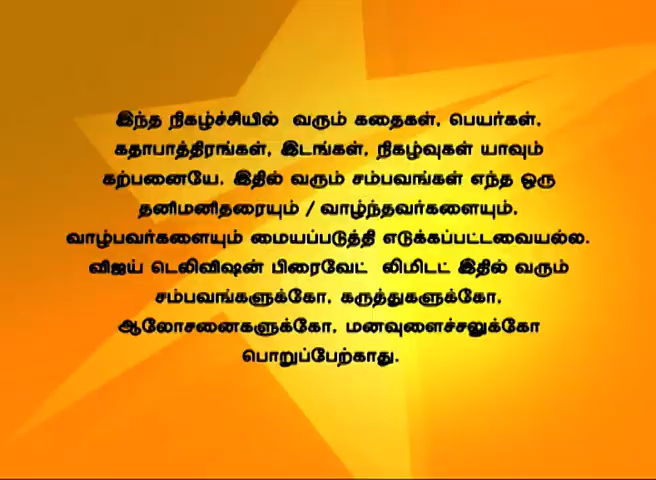 இந்த நிகழ்ச்சியில் வரும் கதைகள், பெயர்கள்,
கதாபாத்திரங்கள், இடங்கள், நிகழ்வுகள் யாவும்
கற்பனையே. இதில் வரும் சம்பவங்கள் எந்த ஒரு
தனிமனிதரையும் / வாழ்ந்தவர்களையும்,
வாழ்பவர்களையும் மையப்படுத்தி எடுக்கப்பட்டவையல்ல.
விஜய் டெலிவிஷன் பிரைவேட் லிமிடட் இதில் வரும்
சம்பவங்களுக்கோ, கருத்துகளுக்கோ,
ஆலோசனைகளுக்கோ, மனவுளைச்சலுக்கோ
பொறுப்பேற்காது.